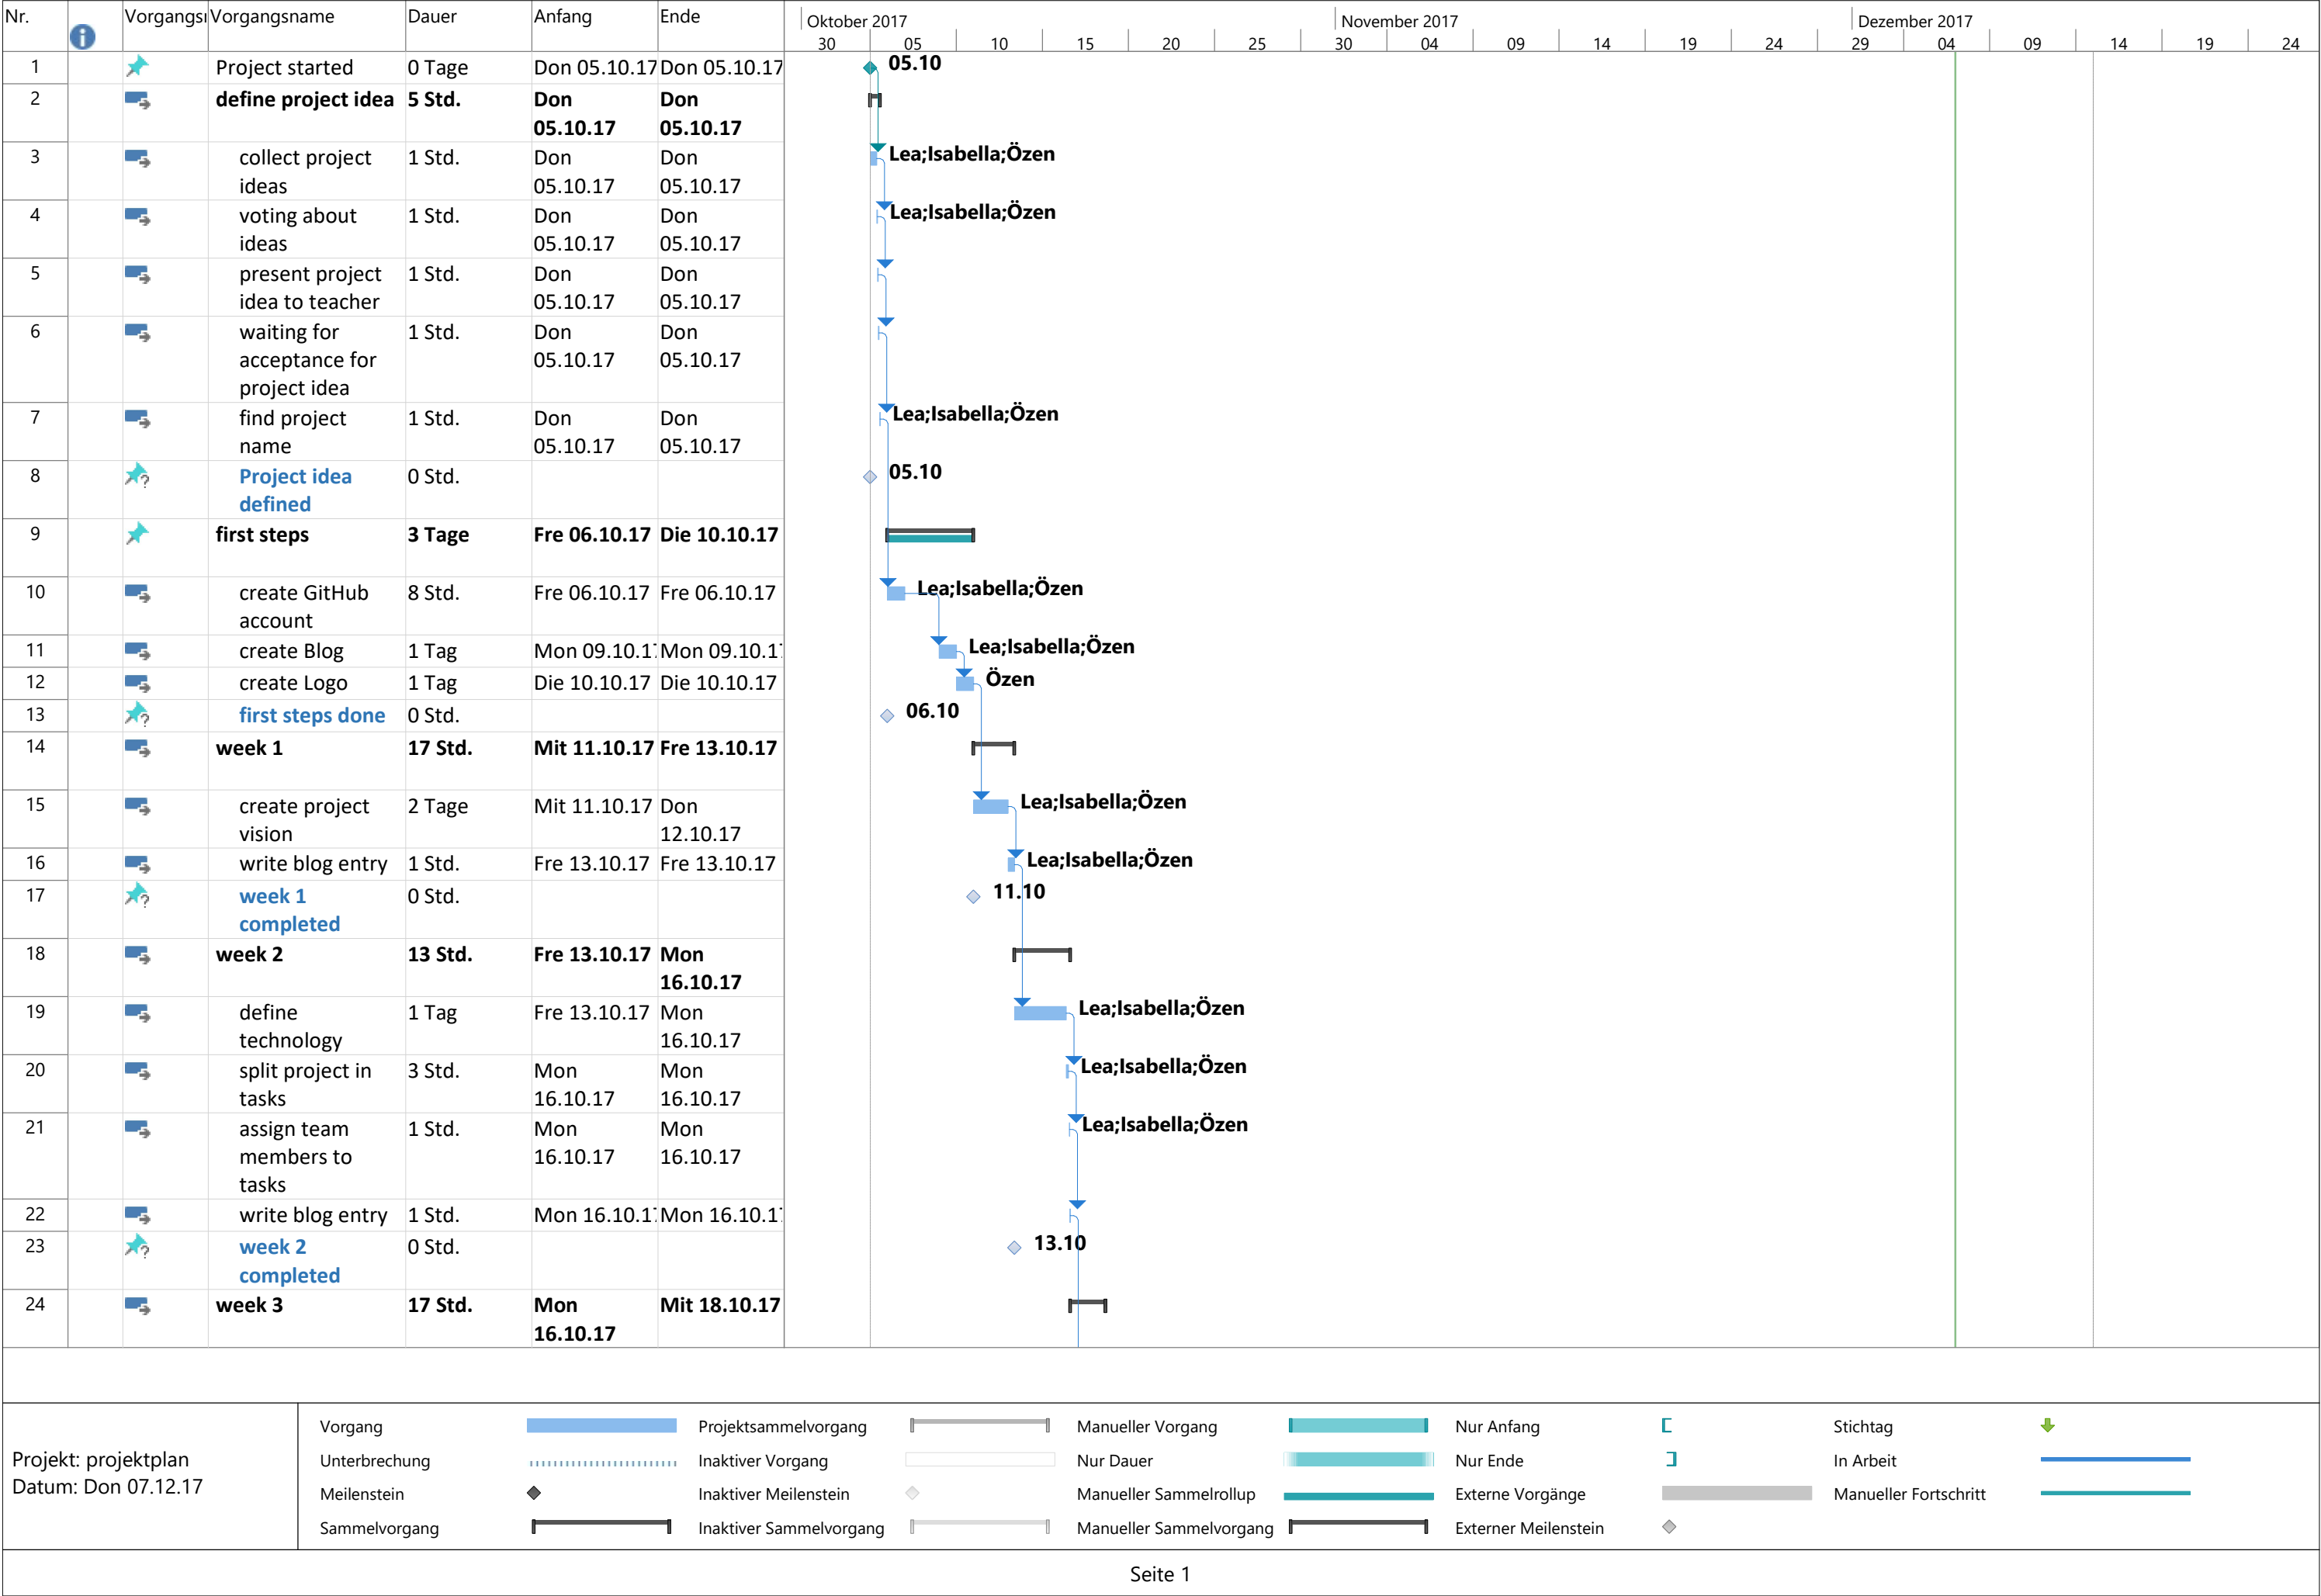 Nr. Vorgangsr Vorgangsname Dauer Anfang Ende
Oktober 2017 November 2017 Dezember 2017
30 05 10 15 20 25 30 04 09 14 19 24 29 04 09 14 19 24
1 Project started 0 Tage Don 05.10.17 Don 05.10.17 05.10
2 define project idea 5 Std. Don Don
05.10.17 05.10.17
3 collect project 1 Std. Don Don Lea;Isabella;Özen
ideas 05.10.17 05.10.17
4 voting about 1 Std. Don Don Lea;Isabella;Özen
ideas 05.10.17 05.10.17
5 present project 1 Std. Don Don
idea to teacher 05.10.17 05.10.17
6 waiting for 1 Std. Don Don
acceptance for 05.10.17 05.10.17
project idea
7 find project 1 Std. Don Don Lea;Isabella;Özen
name 05.10.17 05.10.17
8 Project idea 0 Std. 05.10
defined
9 first steps 3 Tage Fre 06.10.17 Die 10.10.17
10 create GitHub 8 Std. Fre 06.10.17 Fre 06.10.17 Lea;Isabella;Özen
account
11 create Blog 1 Tag Mon 09.10.1 Mon 09.10.1 Lea;Isabella;Özen
12 create Logo 1 Tag Die 10.10.17 Die 10.10.17 Özen
13 first steps done 0 Std. 06.10
14 week 1 17 Std. Mit 11.10.17 Fre 13.10.17
15 create project 2 Tage Mit 11.10.17 Don Lea;Isabella;Özen
vision 12.10.17
16 write blog entry 1 Std. Fre 13.10.17 Fre 13.10.17 Lea;Isabella;Özen
17 week 1 0 Std. 11.10
completed
18 week 2 13 Std. Fre 13.10.17 Mon
16.10.17
19 define 1 Tag Fre 13.10.17 Mon Lea;Isabella;Özen
technology 16.10.17
20 split project in 3 Std. Mon Mon Lea;Isabella;Özen
tasks 16.10.17 16.10.17
21 assign team 1 Std. Mon Mon Lea;Isabella;Özen
members to 16.10.17 16.10.17
tasks
22 write blog entry 1 Std. Mon 16.10.1 Mon 16.10.1
23 week 2 0 Std. 13.10
completed
24 week 3 17 Std. Mon Mit 18.10.17
16.10.17
Projekt: projektplan
Datum: Don 07.12.17
Vorgang Projektsammelvorgang Manueller Vorgang Nur Anfang Stichtag
Unterbrechung Inaktiver Vorgang Nur Dauer Nur Ende In Arbeit
Meilenstein Inaktiver Meilenstein Manueller Sammelrollup Externe Vorgänge Manueller Fortschritt
Sammelvorgang Inaktiver Sammelvorgang Manueller Sammelvorgang Externer Meilenstein
Seite 1